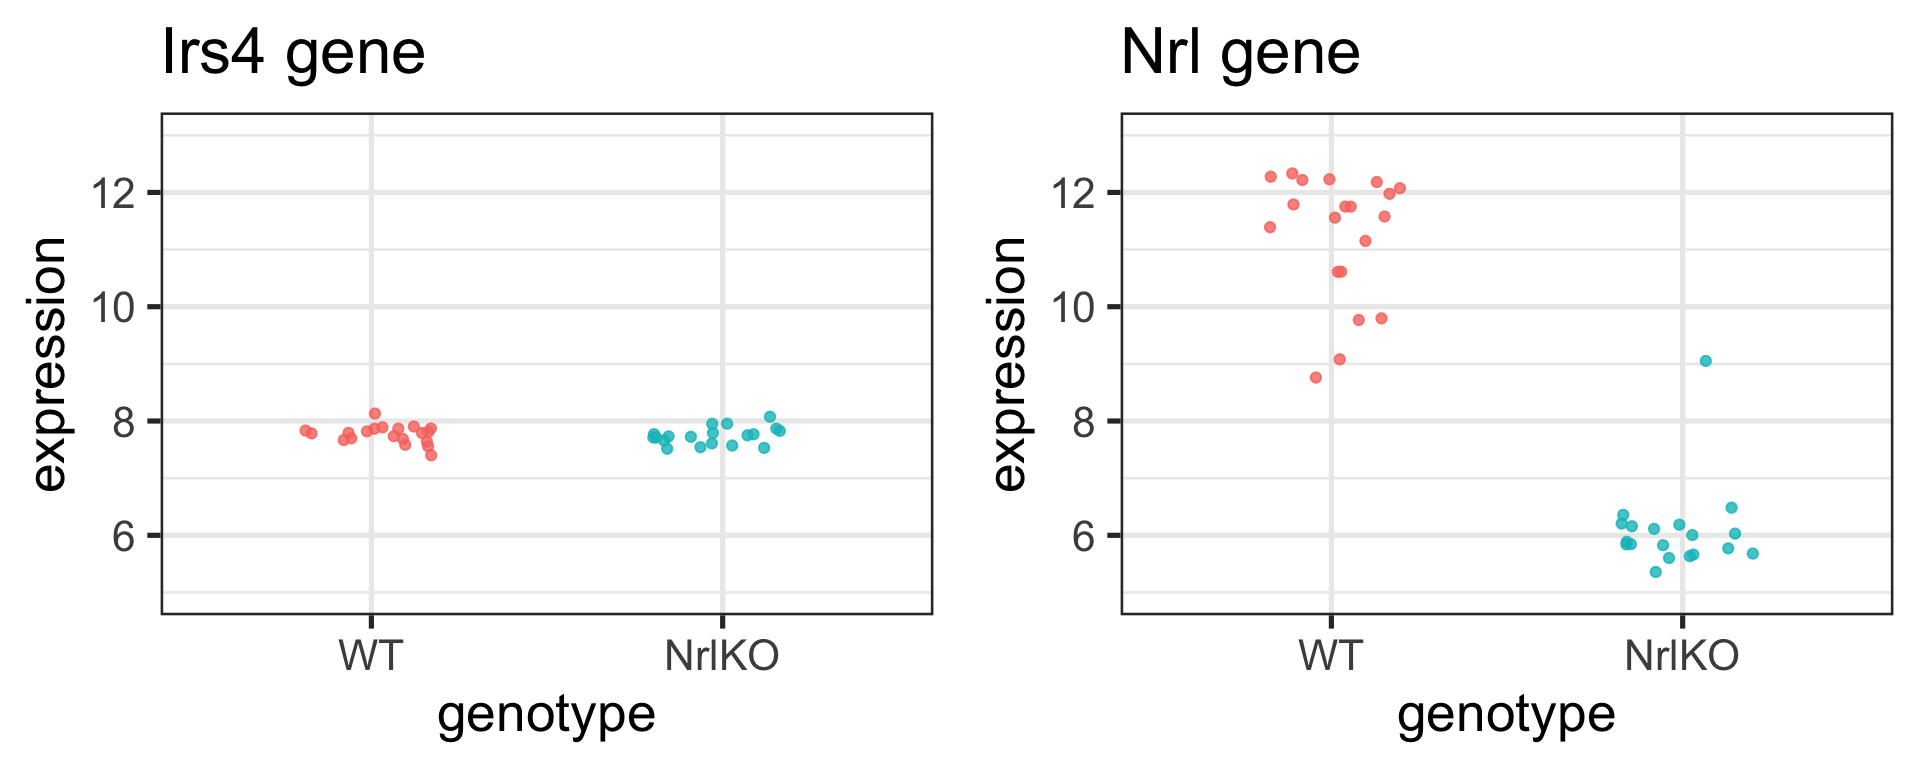 Irs4 gene
expression
12
10
8
6
WT
NrlKO
genotype
Nrl gene
expression
12
10
8
6
WT
NrlKO
genotype